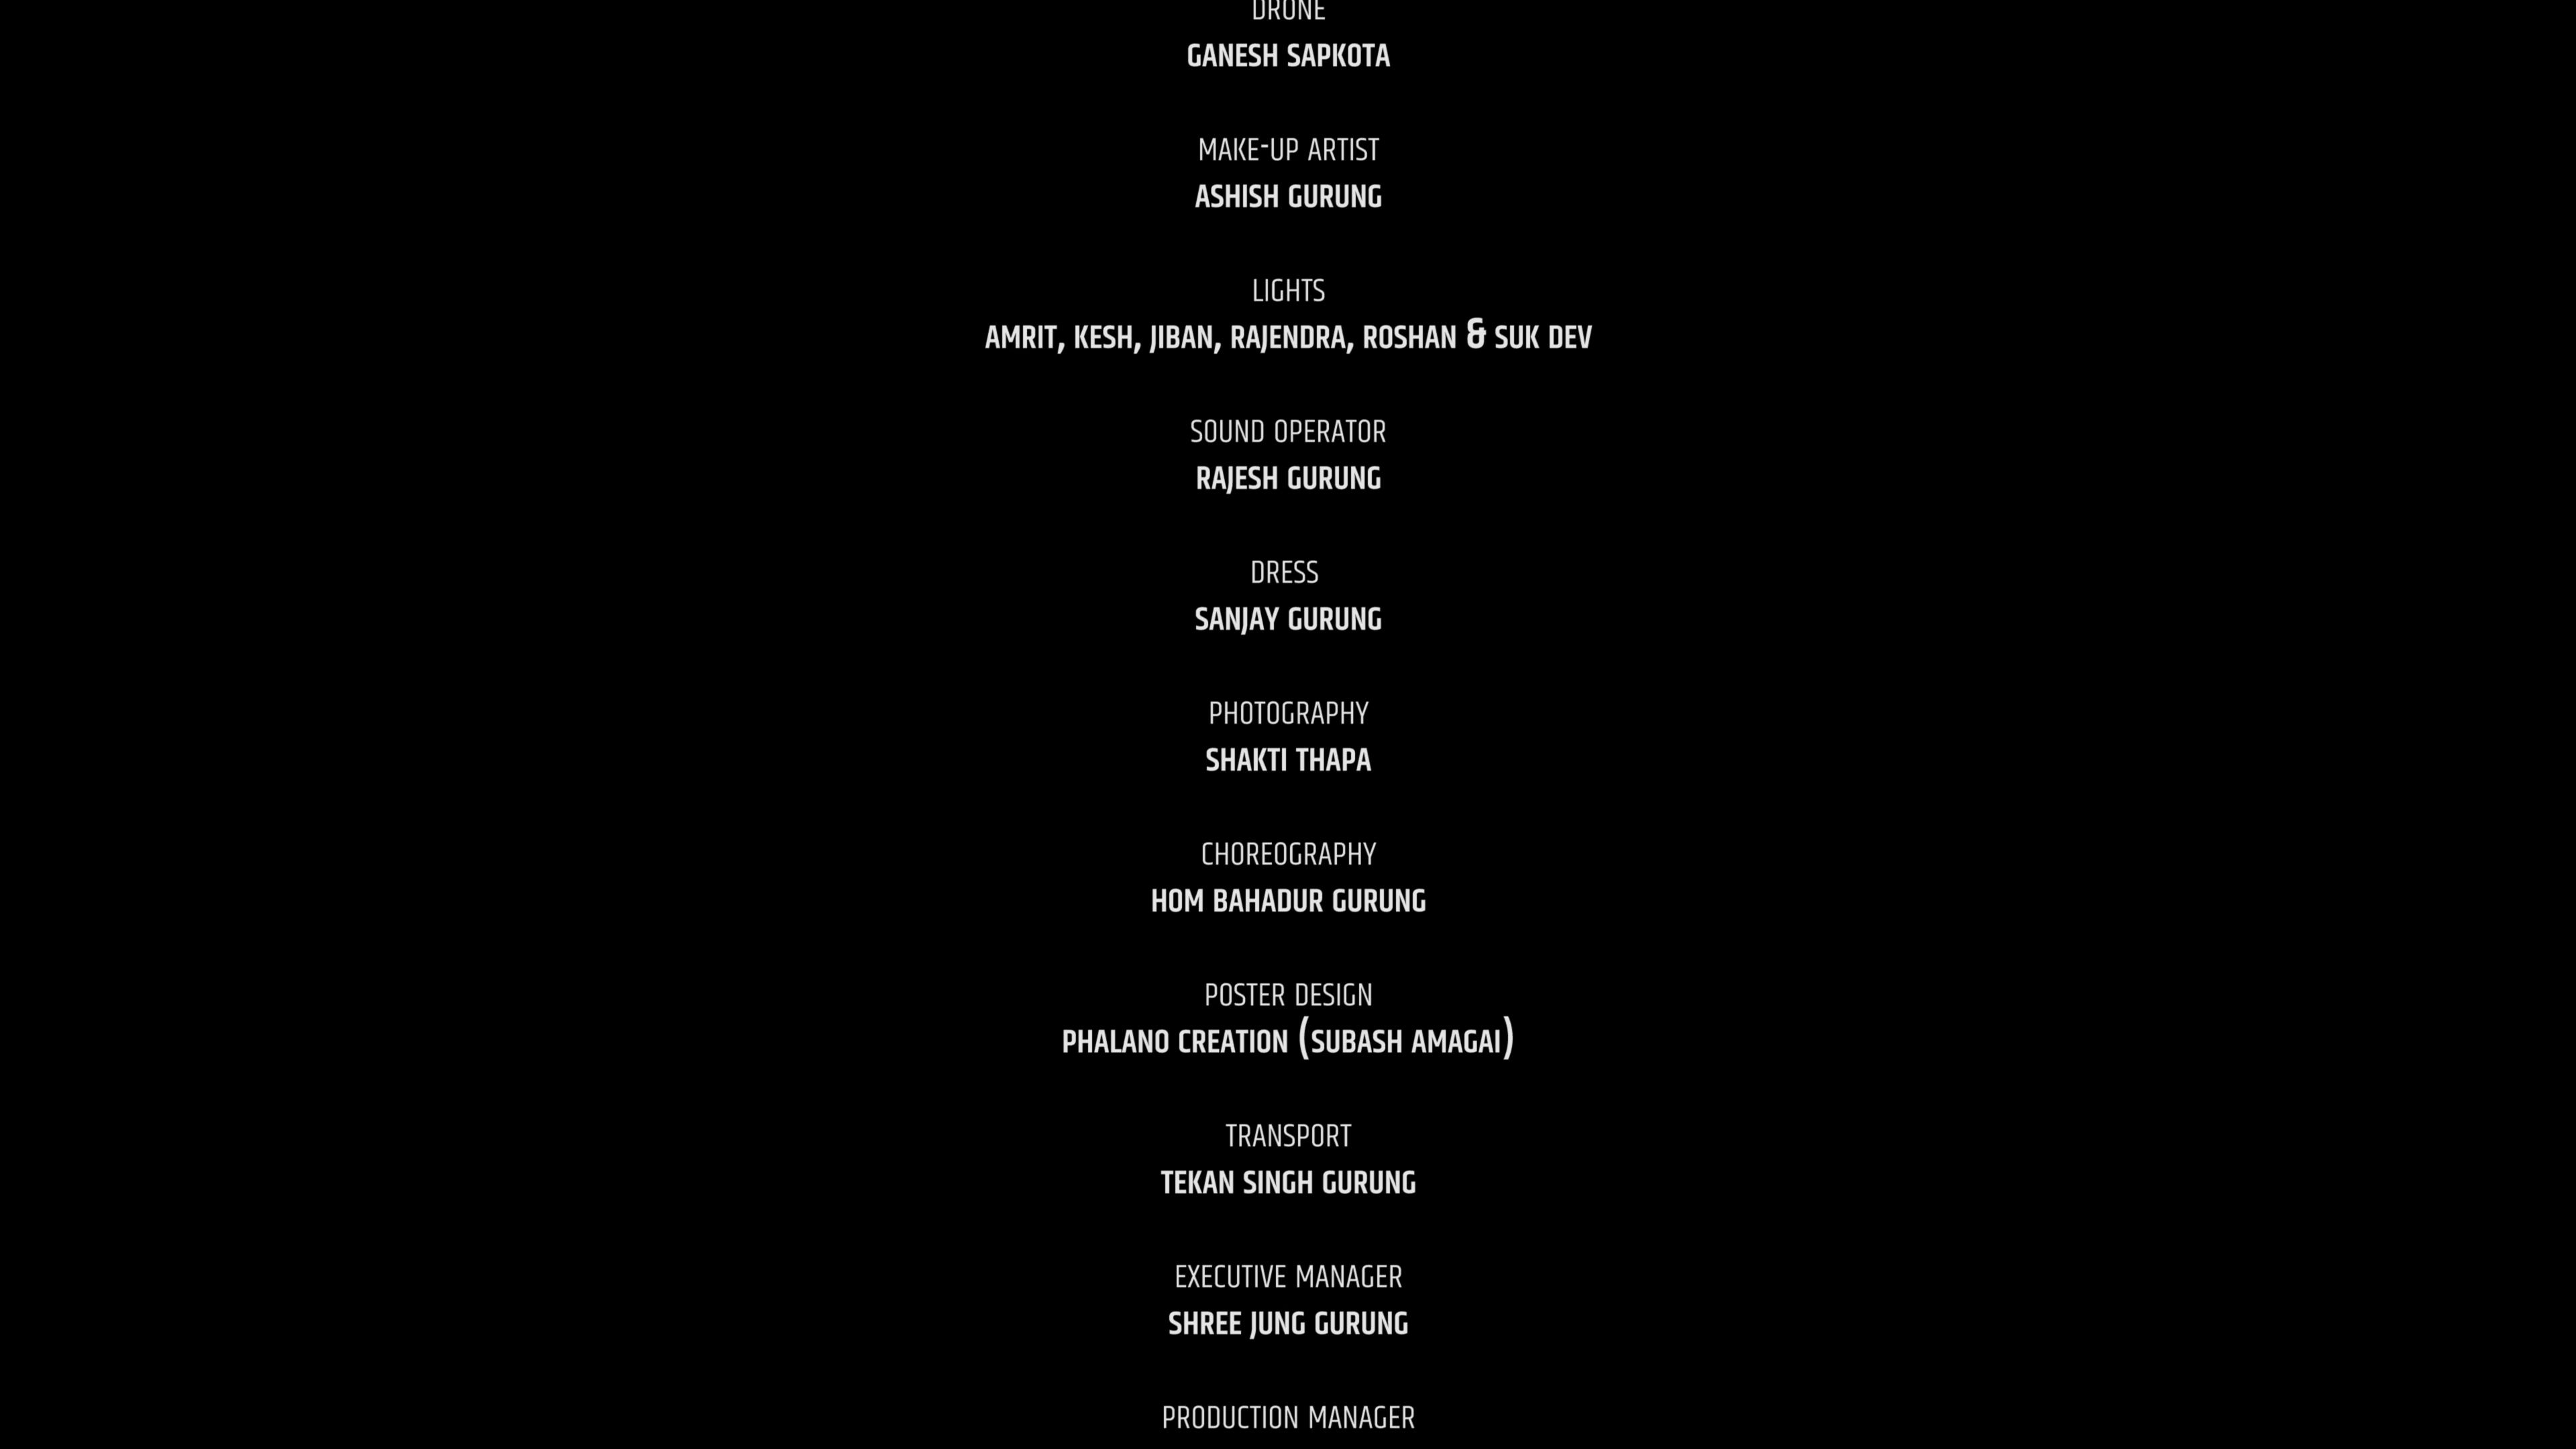 DRONE
GANESH SAPKOTA
MAKE-UP ARTIST
ASHISH GURUNG
LIGHTS
AMRIT, KESH, JIBAN, RAJENDRA, ROSHAN & SUK DEV
SOUND OPERATOR
RAJESH GURUNG
DRESS
SANJAY GURUNG
PHOTOGRAPHY
SHAKTI THAPA
CHOREOGRAPHY
HOM BAHADUR GURUNG
POSTER DESIGN
PHALANO CREATION (SUBASH AMAGAI)
TRANSPORT
TEKAN SINGH GURUNG
EXECUTIVE MANAGER
SHREE JUNG GURUNG
PRODUCTION MANAGER